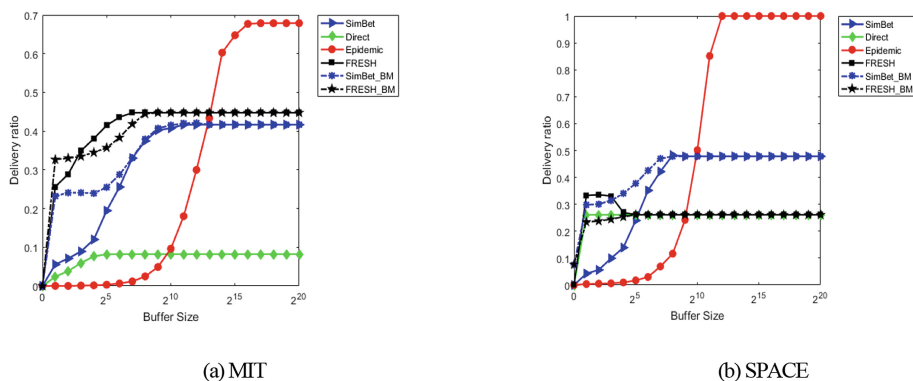 SimBet
Direct
Epidemic
FRESH
SimBet_BM
FRESH_BM
0.7
0.6
0.5
0.4
0.3
0.2
0.1
0
Delivery ratio
0 2^5 2^10 2^15 2^20
Buffer Size
(a) MIT
SimBet
Direct
Epidemic
FRESH
SimBet_BM
FRESH_BM
1
0.9
0.8
0.7
0.6
0.5
0.4
0.3
0.2
0.1
0
Delivery ratio
0 2^5 2^10 2^15 2^20
Buffer Size
(b) SPACE